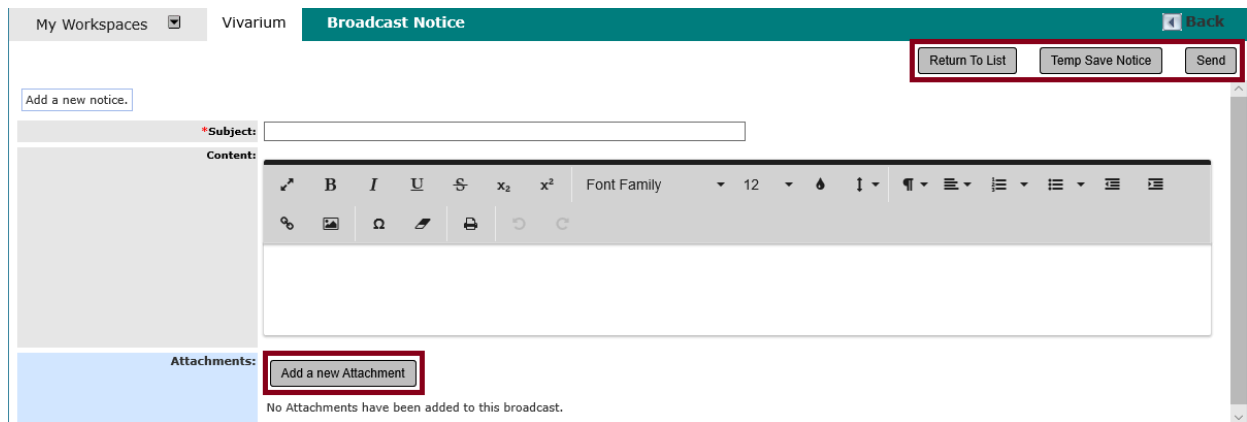 My Workspaces Vivarium Broadcast Notice Back
Return To List Temp Save Notice Send
Add a new notice.
*Subject:
Content:
B I U S x₂ x² Font Family 12 ¶
Ω
Attachments:
Add a new Attachment
No Attachments have been added to this broadcast.